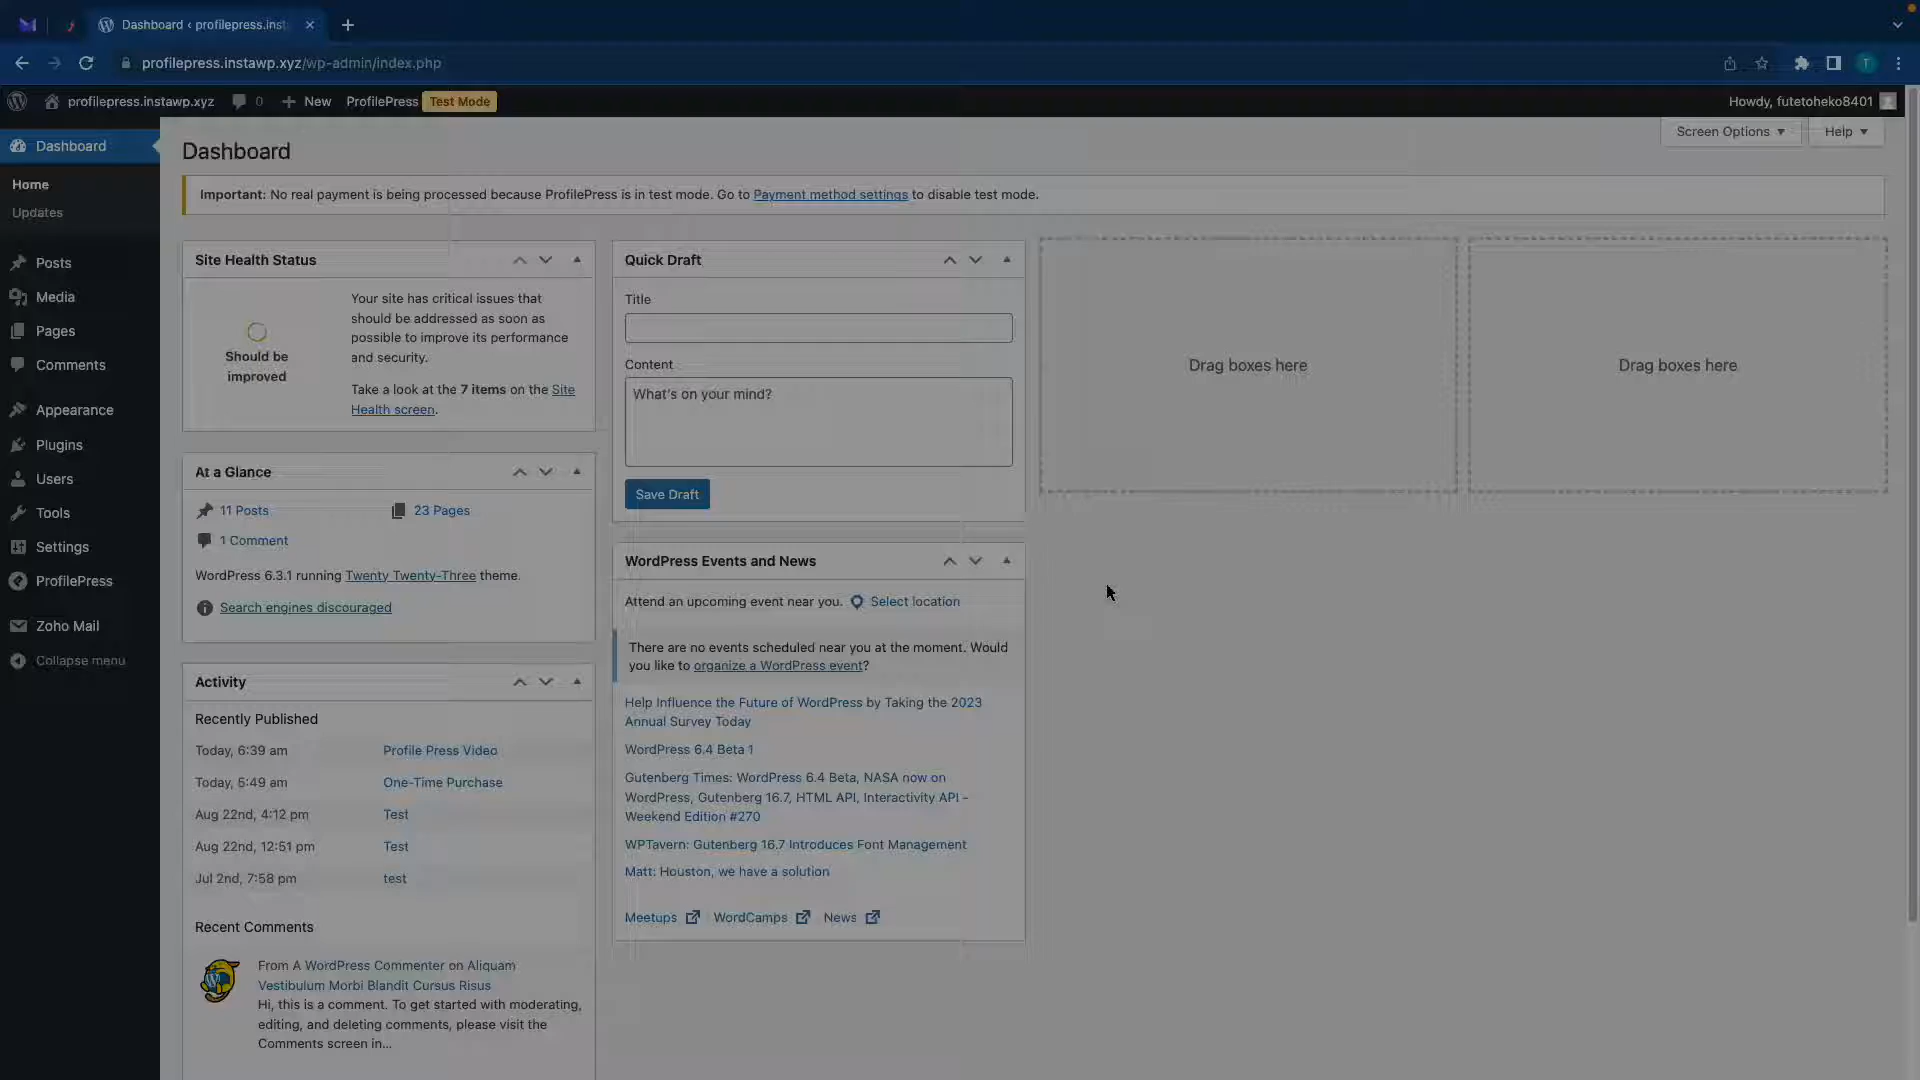 Dashboard ‹ profilepress.inst
profilepress.instawp.xyz/wp-admin/index.php
T
profilepress.instawp.xyz 0 New ProfilePress Test Mode
Howdy, futetoheko8401
Screen Options
Help
Dashboard
Home
Updates
Posts
Media
Pages
Comments
Appearance
Plugins
Users
Tools
Settings
ProfilePress
Zoho Mail
Collapse menu
Dashboard
Important: No real payment is being processed because ProfilePress is in test mode. Go to Payment method settings to disable test mode.
Site Health Status
Should be
improved
Your site has critical issues that
should be addressed as soon as
possible to improve its performance
and security.
Take a look at the 7 items on the Site
Health screen.
At a Glance
11 Posts
23 Pages
1 Comment
WordPress 6.3.1 running Twenty Twenty-Three theme.
Search engines discouraged
Activity
Recently Published
Today, 6:39 am Profile Press Video
Today, 5:49 am One-Time Purchase
Aug 22nd, 4:12 pm Test
Aug 22nd, 12:51 pm Test
Jul 2nd, 7:58 pm test
Recent Comments
From A WordPress Commenter on Aliquam
Vestibulum Morbi Blandit Cursus Risus
Hi, this is a comment. To get started with moderating,
editing, and deleting comments, please visit the
Comments screen in...
Quick Draft
Title
Content
What's on your mind?
Save Draft
WordPress Events and News
Attend an upcoming event near you. Select location
There are no events scheduled near you at the moment. Would
you like to organize a WordPress event?
Help Influence the Future of WordPress by Taking the 2023
Annual Survey Today
WordPress 6.4 Beta 1
Gutenberg Times: WordPress 6.4 Beta, NASA now on
WordPress, Gutenberg 16.7, HTML API, Interactivity API –
Weekend Edition #270
WPTavern: Gutenberg 16.7 Introduces Font Management
Matt: Houston, we have a solution
Meetups WordCamps News
Drag boxes here
Drag boxes here